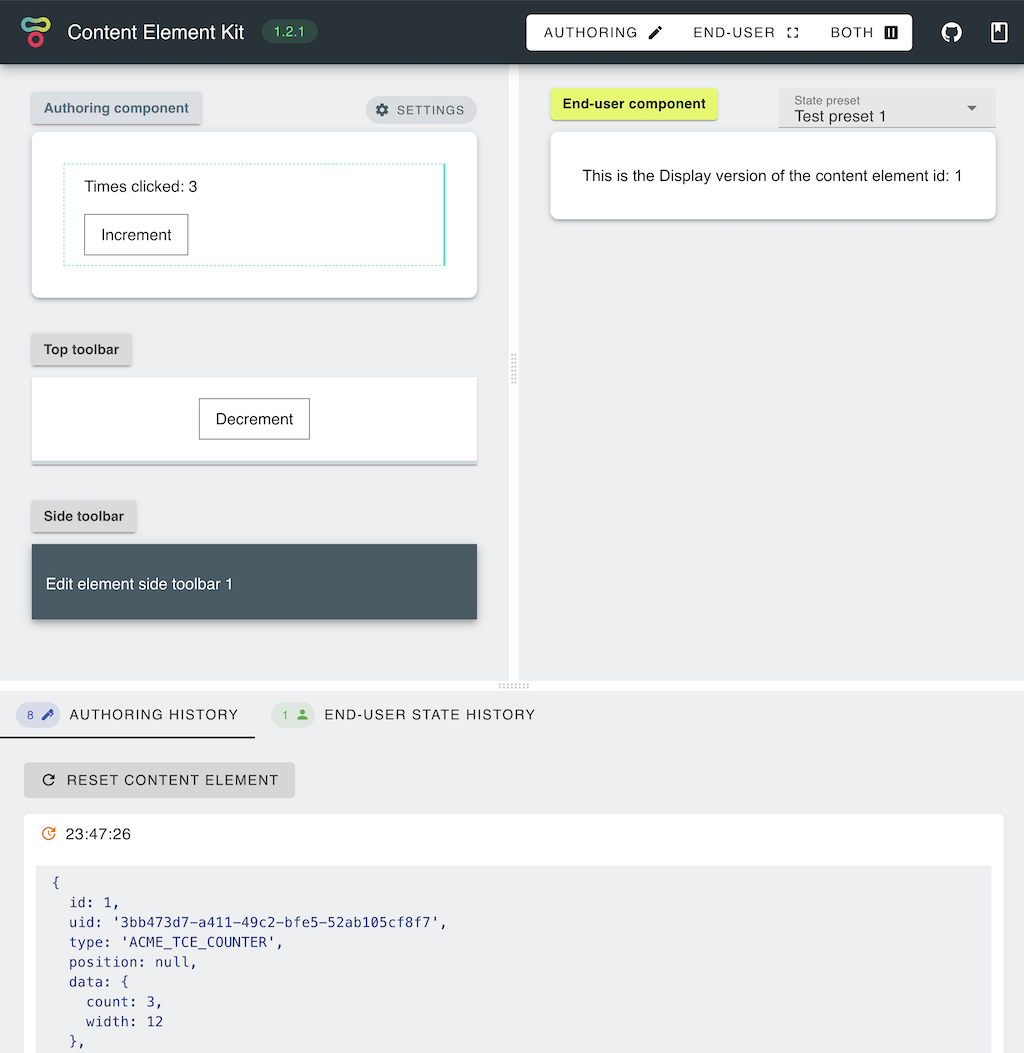 Content Element Kit 1.2.1 AUTHORING END-USER BOTH
Authoring component
SETTINGS
Times clicked: 3
Increment
Top toolbar
Decrement
Side toolbar
Edit element side toolbar 1
End-user component
State preset
Test preset 1
This is the Display version of the content element id: 1
8 AUTHORING HISTORY 1 END-USER STATE HISTORY
RESET CONTENT ELEMENT
23:47:26
{
  id: 1,
  uid: '3bb473d7-a411-49c2-bfe5-52ab105cf8f7',
  type: 'ACME_TCE_COUNTER',
  position: null,
  data: {
    count: 3,
    width: 12
  },